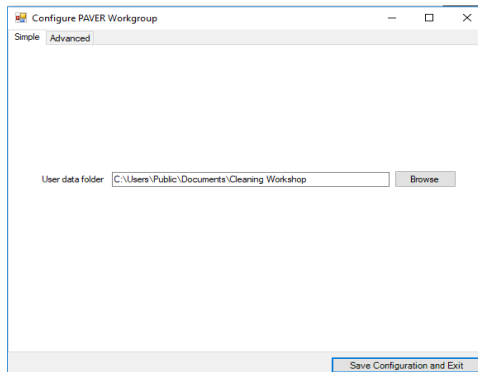 Configure PAVER Workgroup
Simple Advanced
User data folder C:\Users\Public\Documents\Cleaning Workshop Browse
Save Configuration and Exit